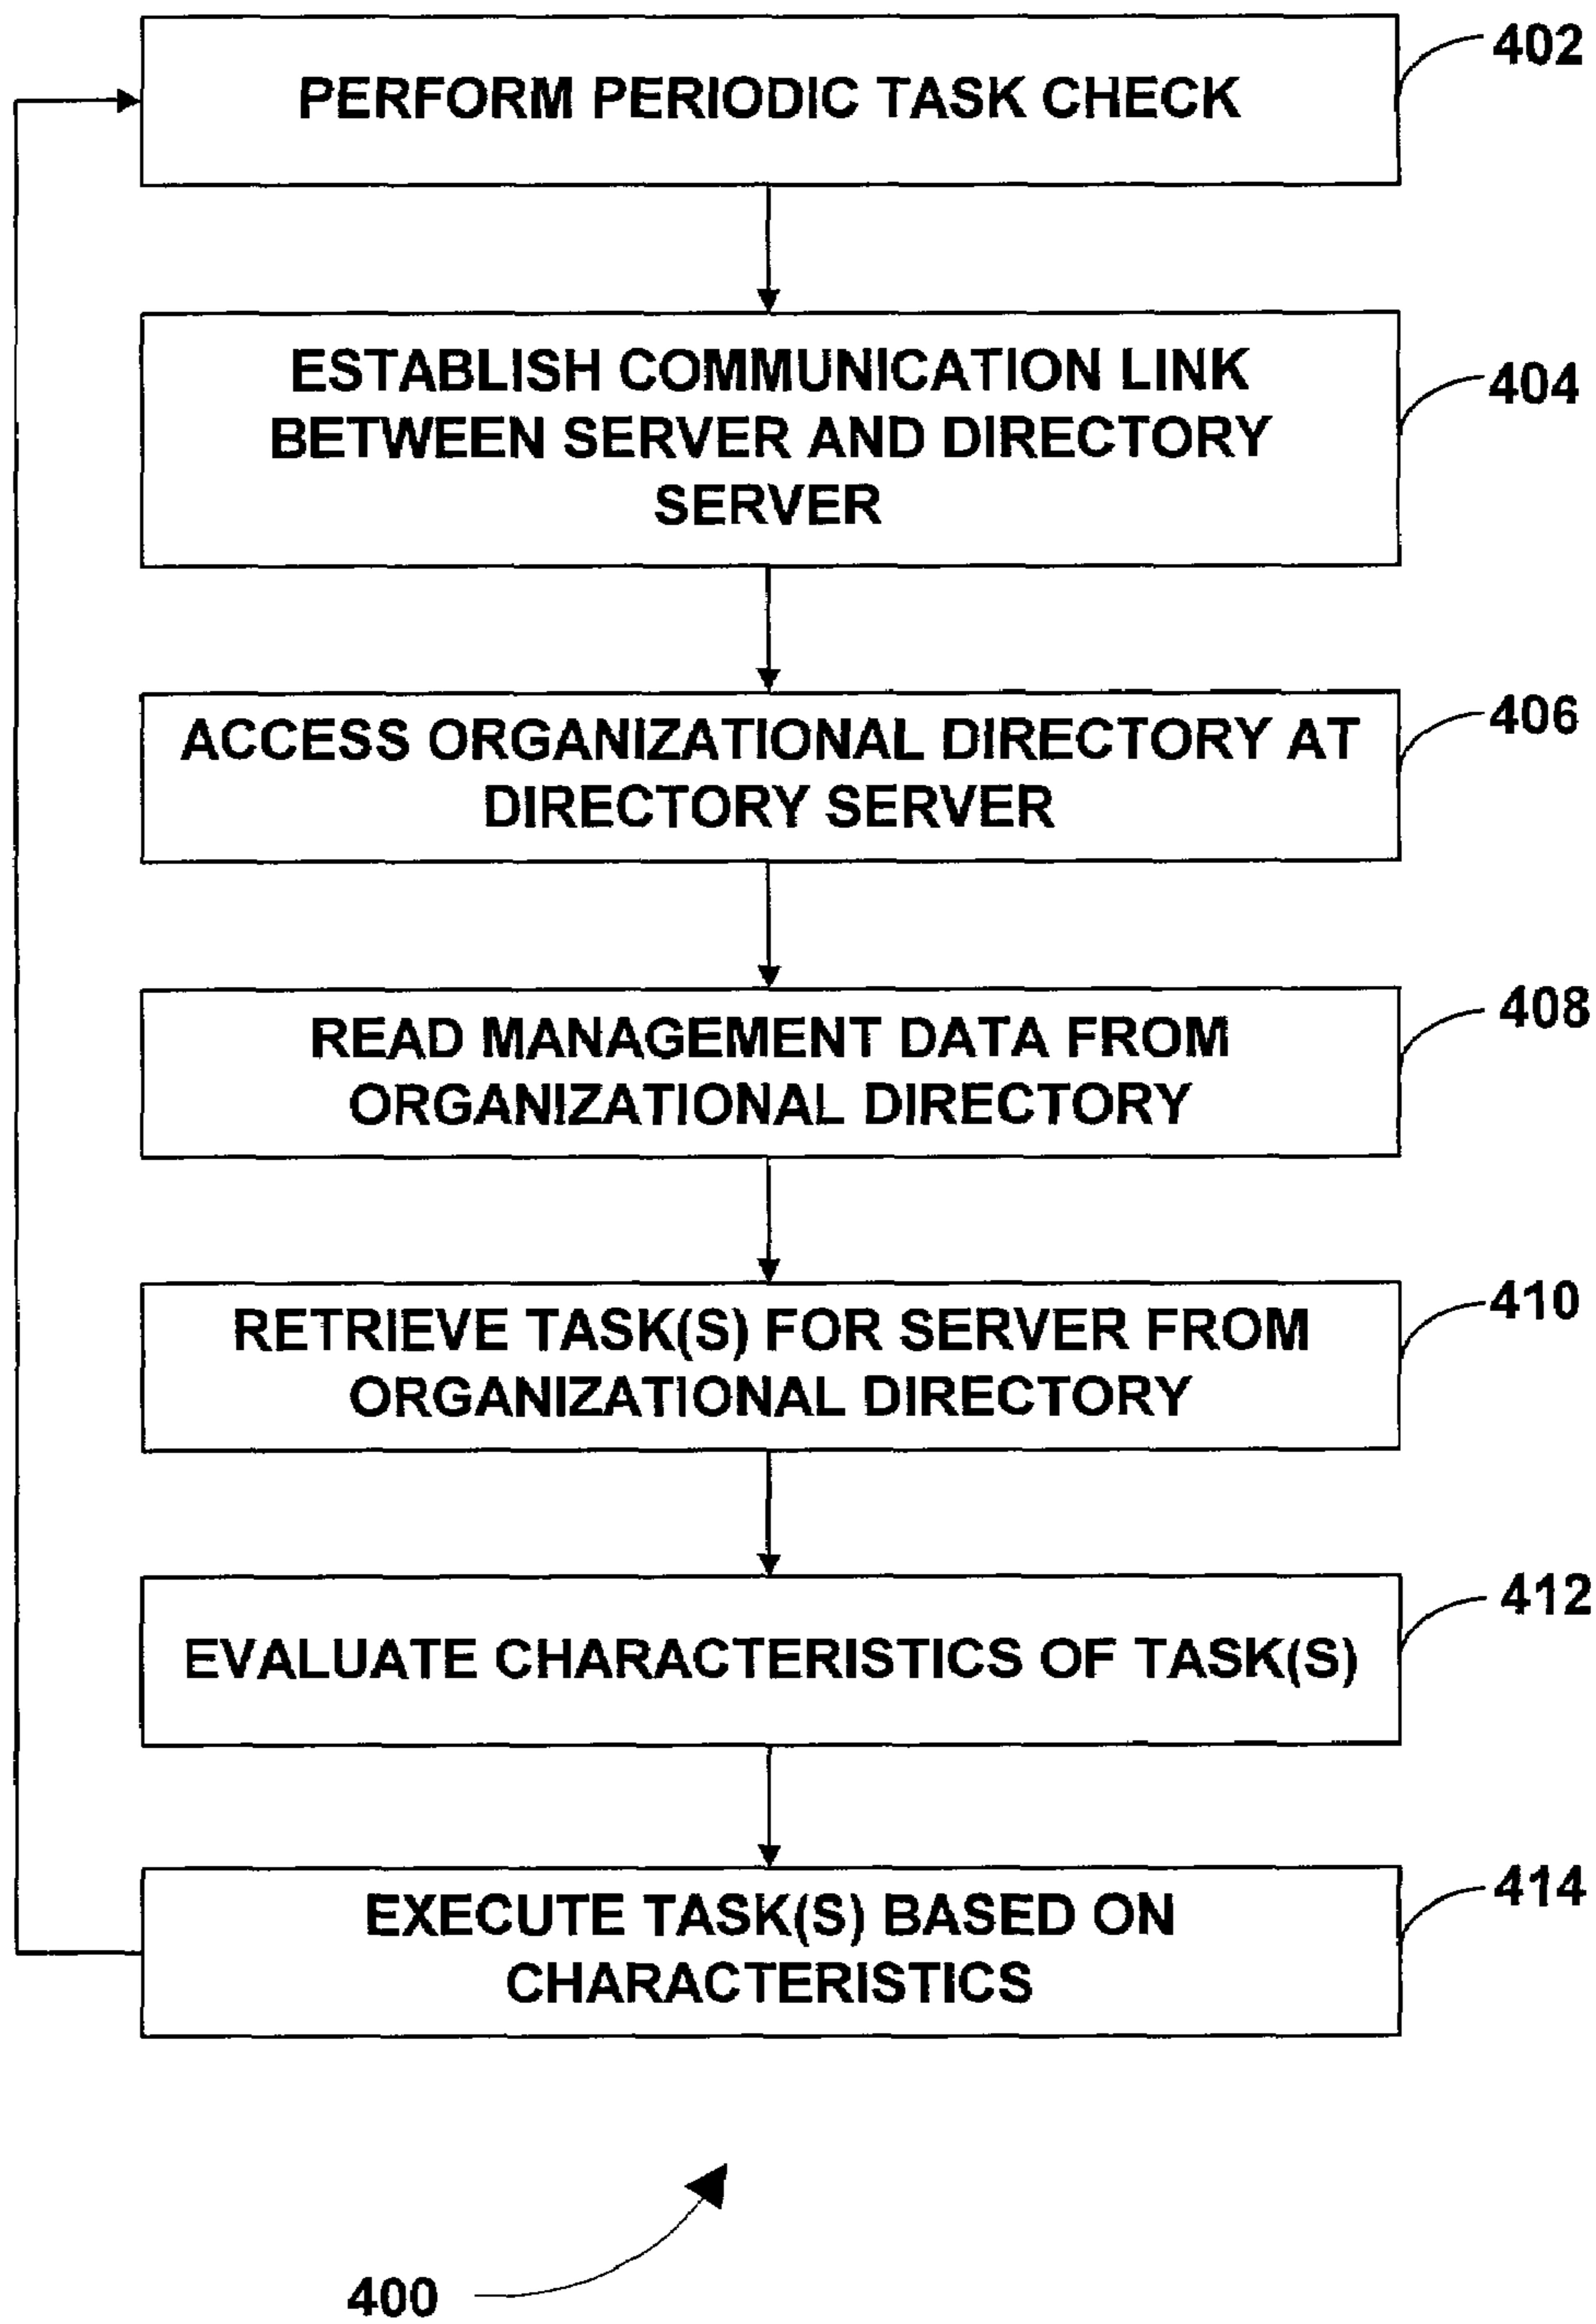 402
PERFORM PERIODIC TASK CHECK
404
ESTABLISH COMMUNICATION LINK
BETWEEN SERVER AND DIRECTORY
SERVER
406
ACCESS ORGANIZATIONAL DIRECTORY AT
DIRECTORY SERVER
408
READ MANAGEMENT DATA FROM
ORGANIZATIONAL DIRECTORY
410
RETRIEVE TASK(S) FOR SERVER FROM
ORGANIZATIONAL DIRECTORY
412
EVALUATE CHARACTERISTICS OF TASK(S)
414
EXECUTE TASK(S) BASED ON
CHARACTERISTICS
400